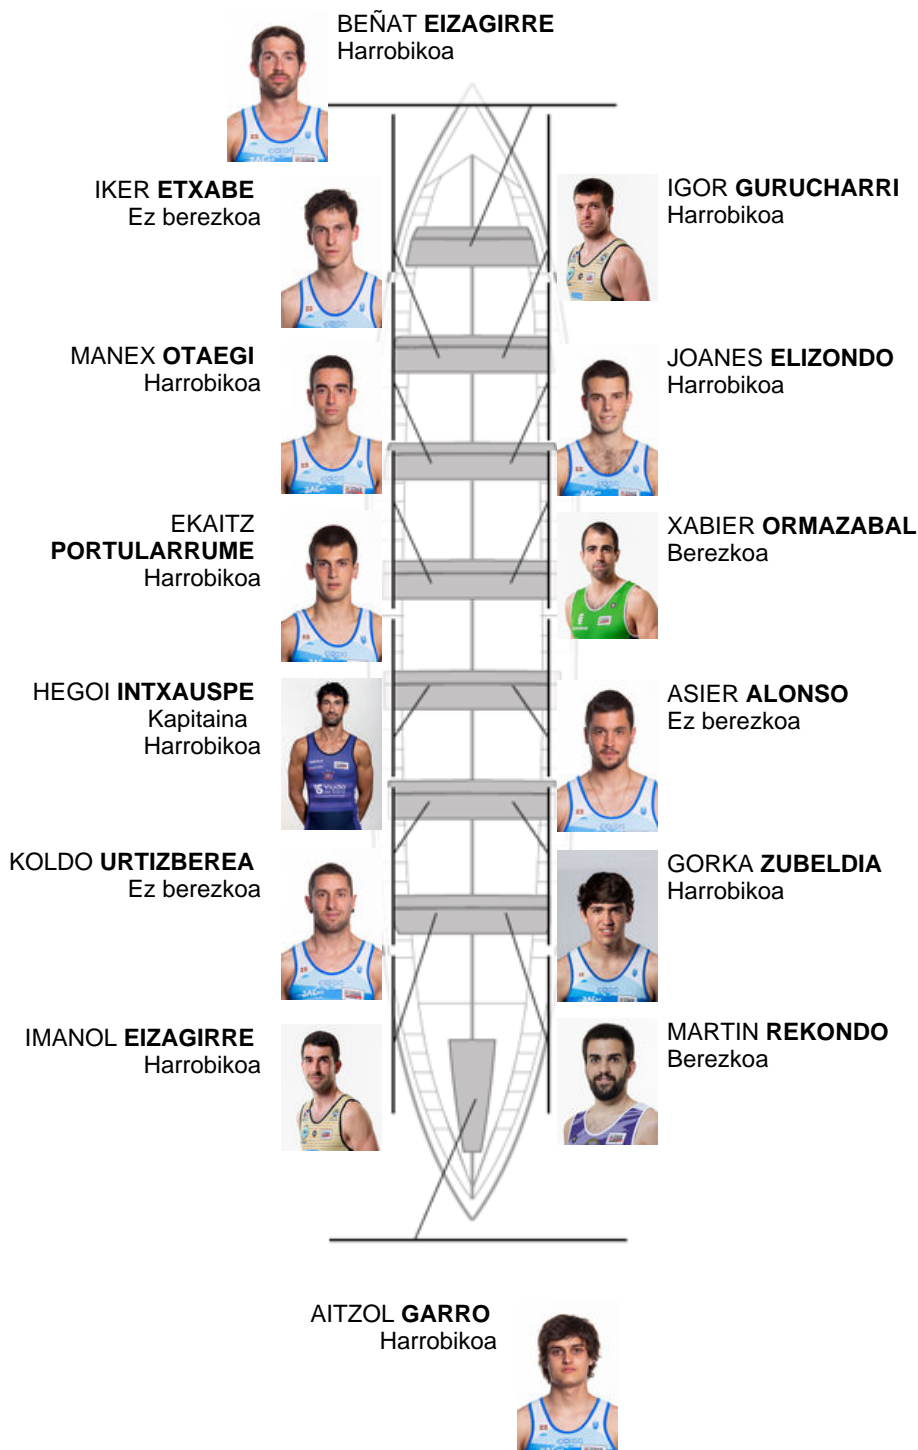 BEÑAT EIZAGIRRE
Harrobikoa
IKER ETXABE
Ez berezkoa
IGOR GURUCHARRI
Harrobikoa
MANEX OTAEGI
Harrobikoa
JOANES ELIZONDO
Harrobikoa
EKAITZ
PORTULARRUME
Harrobikoa
XABIER ORMAZABAL
Berezkoa
HEGOI INTXAUSPE
Kapitaina
Harrobikoa
ASIER ALONSO
Ez berezkoa
KOLDO URTIZBEREA
Ez berezkoa
GORKA ZUBELDIA
Harrobikoa
IMANOL EIZAGIRRE
Harrobikoa
MARTIN REKONDO
Berezkoa
AITZOL GARRO
Harrobikoa